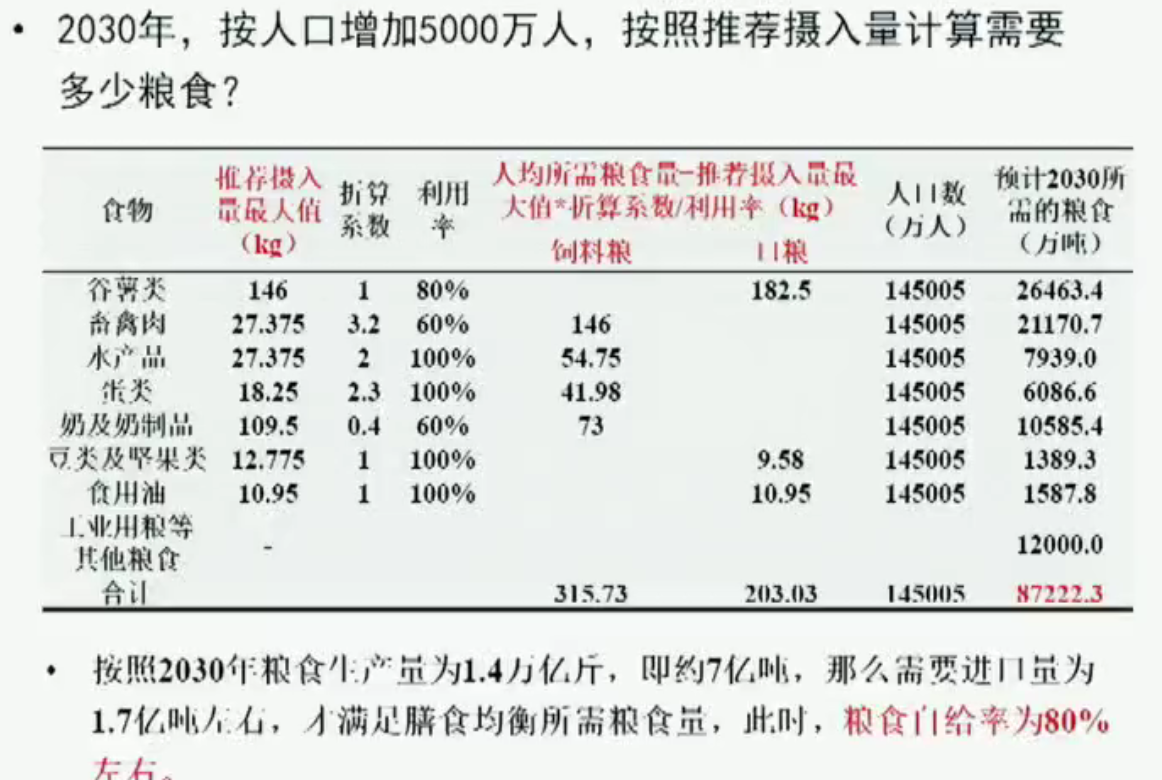 • 2030年，按人口增加5000万人，按照推荐摄入量计算需要
多少粮食？
食物 推荐摄入量最大值（kg） 折算系数 利用率 人均所需粮食量-推荐摄入量最大值*折算系数/利用率（kg） 人口数（万人） 预计2030所需的粮食（万吨）
饲料粮 口粮
谷薯类 146 1 80% 182.5 145005 26463.4
畜禽肉 27.375 3.2 60% 146 145005 21170.7
水产品 27.375 2 100% 54.75 145005 7939.0
蛋类 18.25 2.3 100% 41.98 145005 6086.6
奶及奶制品 109.5 0.4 60% 73 145005 10585.4
豆类及坚果类 12.775 1 100% 9.58 145005 1389.3
食用油 10.95 1 100% 10.95 145005 1587.8
工业用粮等其他粮食 - 12000.0
合计 315.73 203.03 145005 87222.3
• 按照2030年粮食生产量为1.4万亿斤，即约7亿吨，那么需要进口量为
1.7亿吨左右，才满足膳食均衡所需粮食量，此时，粮食自给率为80%
左右。